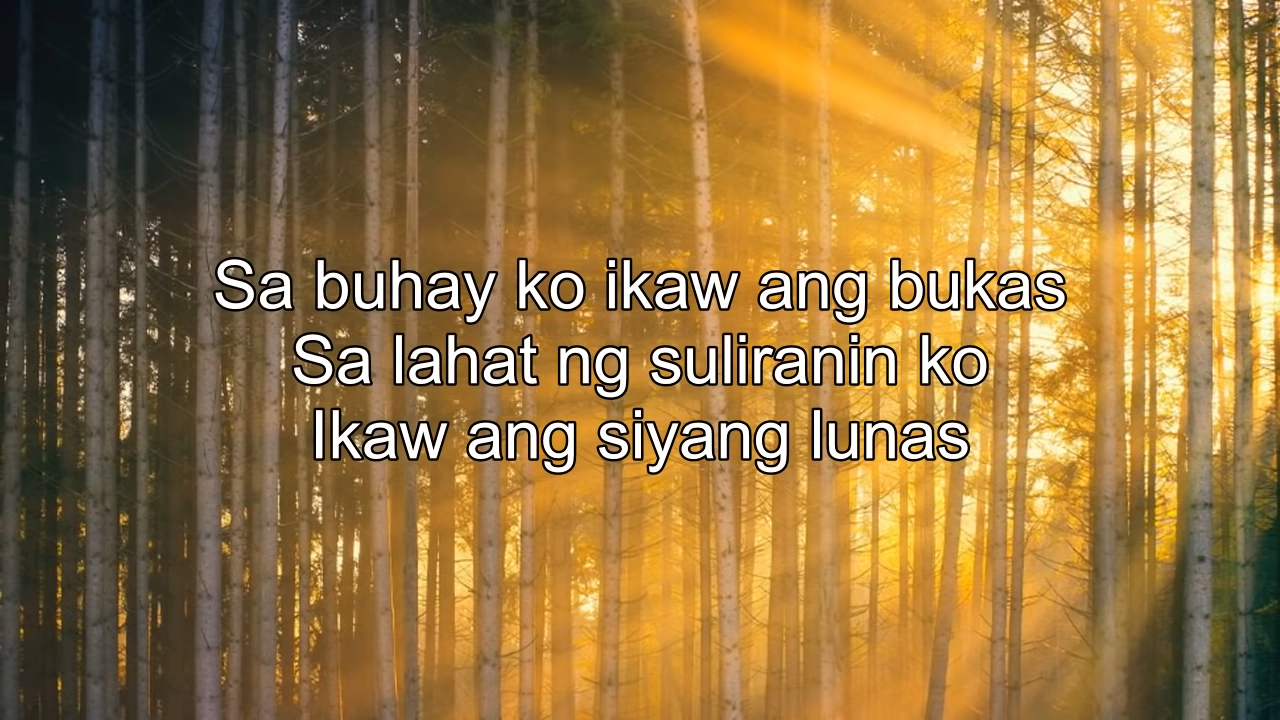 Sa buhay ko ikaw ang bukas
Sa lahat ng suliranin ko
Ikaw ang siyang lunas